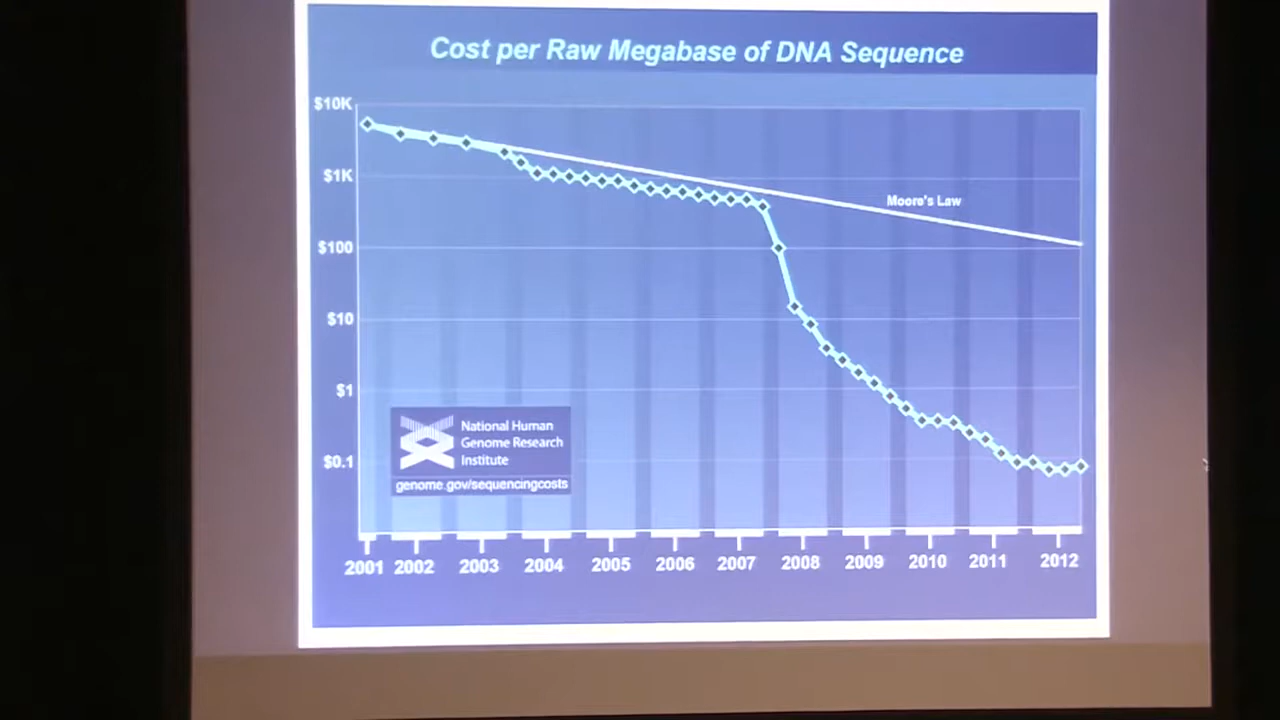 Cost per Raw Megabase of DNA Sequence
$10K
$1K
Moore's Law
$100
$10
$1
$0.1
National Human
Genome Research
Institute
genome.gov/sequencingcosts
2001 2002 2003 2004 2005 2006 2007 2008 2009 2010 2011 2012